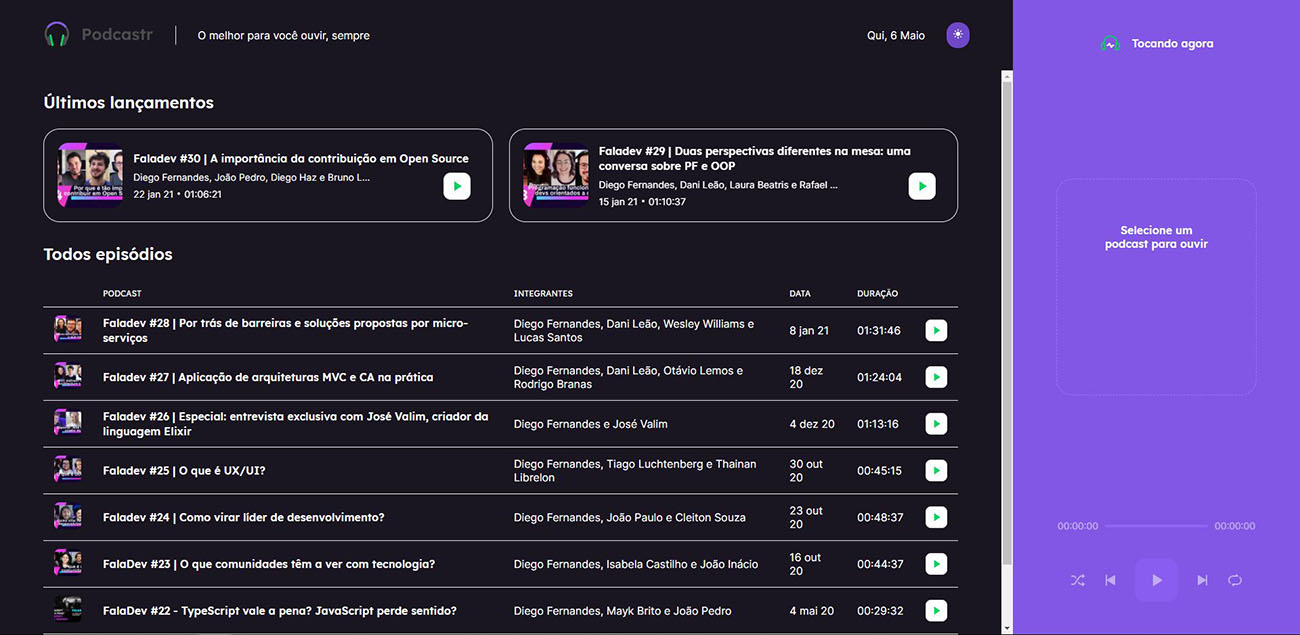 Podcastr
O melhor para você ouvir, sempre
Qui, 6 Maio
Tocando agora
Últimos lançamentos
Faladev #30 | A importância da contribuição em Open Source
Diego Fernandes, João Pedro, Diego Haz e Bruno L...
22 jan 21 • 01:06:21
Faladev #29 | Duas perspectivas diferentes na mesa: uma
conversa sobre PF e OOP
Diego Fernandes, Dani Leão, Laura Beatris e Rafael ...
15 jan 21 • 01:10:37
Todos episódios
PODCAST INTEGRANTES DATA DURAÇÃO
Faladev #28 | Por trás de barreiras e soluções propostas por micro-
serviços
Diego Fernandes, Dani Leão, Wesley Williams e
Lucas Santos
8 jan 21
01:31:46
Faladev #27 | Aplicação de arquiteturas MVC e CA na prática
Diego Fernandes, Dani Leão, Otávio Lemos e
Rodrigo Branas
18 dez
20
01:24:04
Faladev #26 | Especial: entrevista exclusiva com José Valim, criador da
linguagem Elixir
Diego Fernandes e José Valim
4 dez 20
01:13:16
Faladev #25 | O que é UX/UI?
Diego Fernandes, Tiago Luchtenberg e Thainan
Librelon
30 out
20
00:45:15
Faladev #24 | Como virar líder de desenvolvimento?
Diego Fernandes, João Paulo e Cleiton Souza
23 out
20
00:48:37
FalaDev #23 | O que comunidades têm a ver com tecnologia?
Diego Fernandes, Isabela Castilho e João Inácio
16 out
20
00:44:37
FalaDev #22 - TypeScript vale a pena? JavaScript perde sentido?
Diego Fernandes, Mayk Brito e João Pedro
4 mai 20
00:29:32
Selecione um
podcast para ouvir
00:00:00
00:00:00